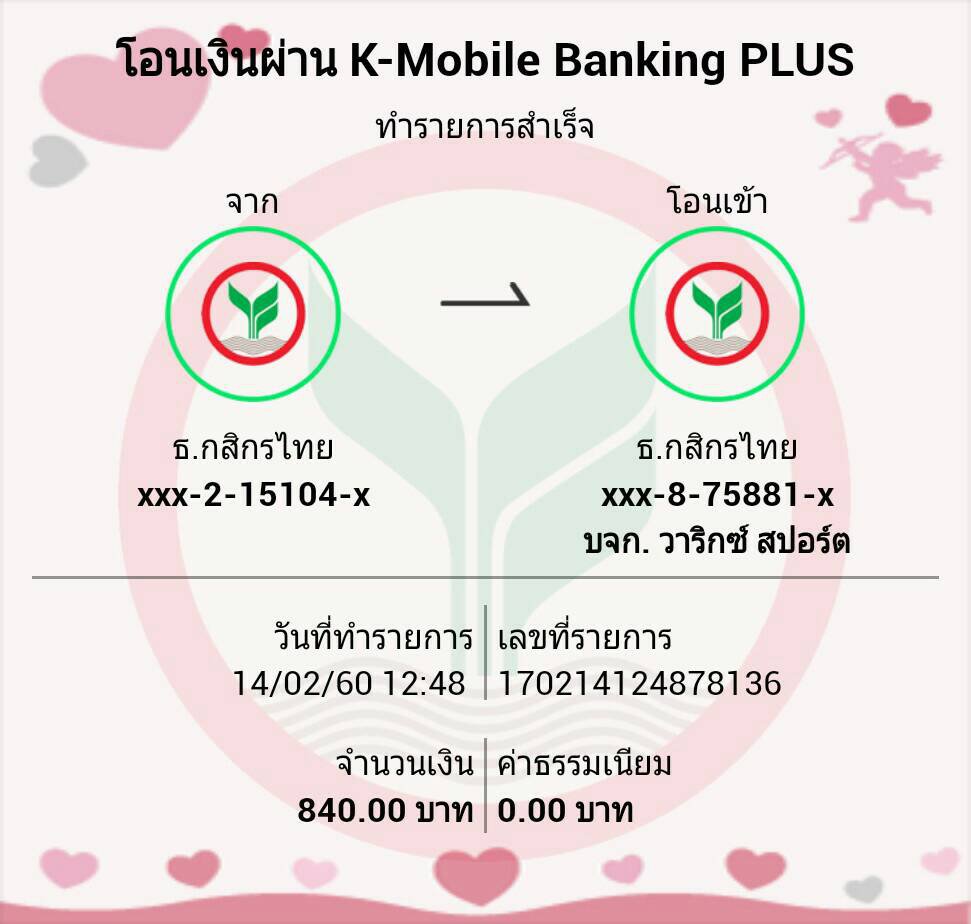 โอนเงินผ่าน K-Mobile Banking PLUS
ทำรายการสำเร็จ
จาก
โอนเข้า
ธ.กสิกรไทย
xxx-2-15104-x
ธ.กสิกรไทย
xxx-8-75881-x
บจก. วาริกซ์ สปอร์ต
วันที่ทำรายการ
14/02/60 12:48
เลขที่รายการ
170214124878136
จำนวนเงิน
840.00 บาท
ค่าธรรมเนียม
0.00 บาท